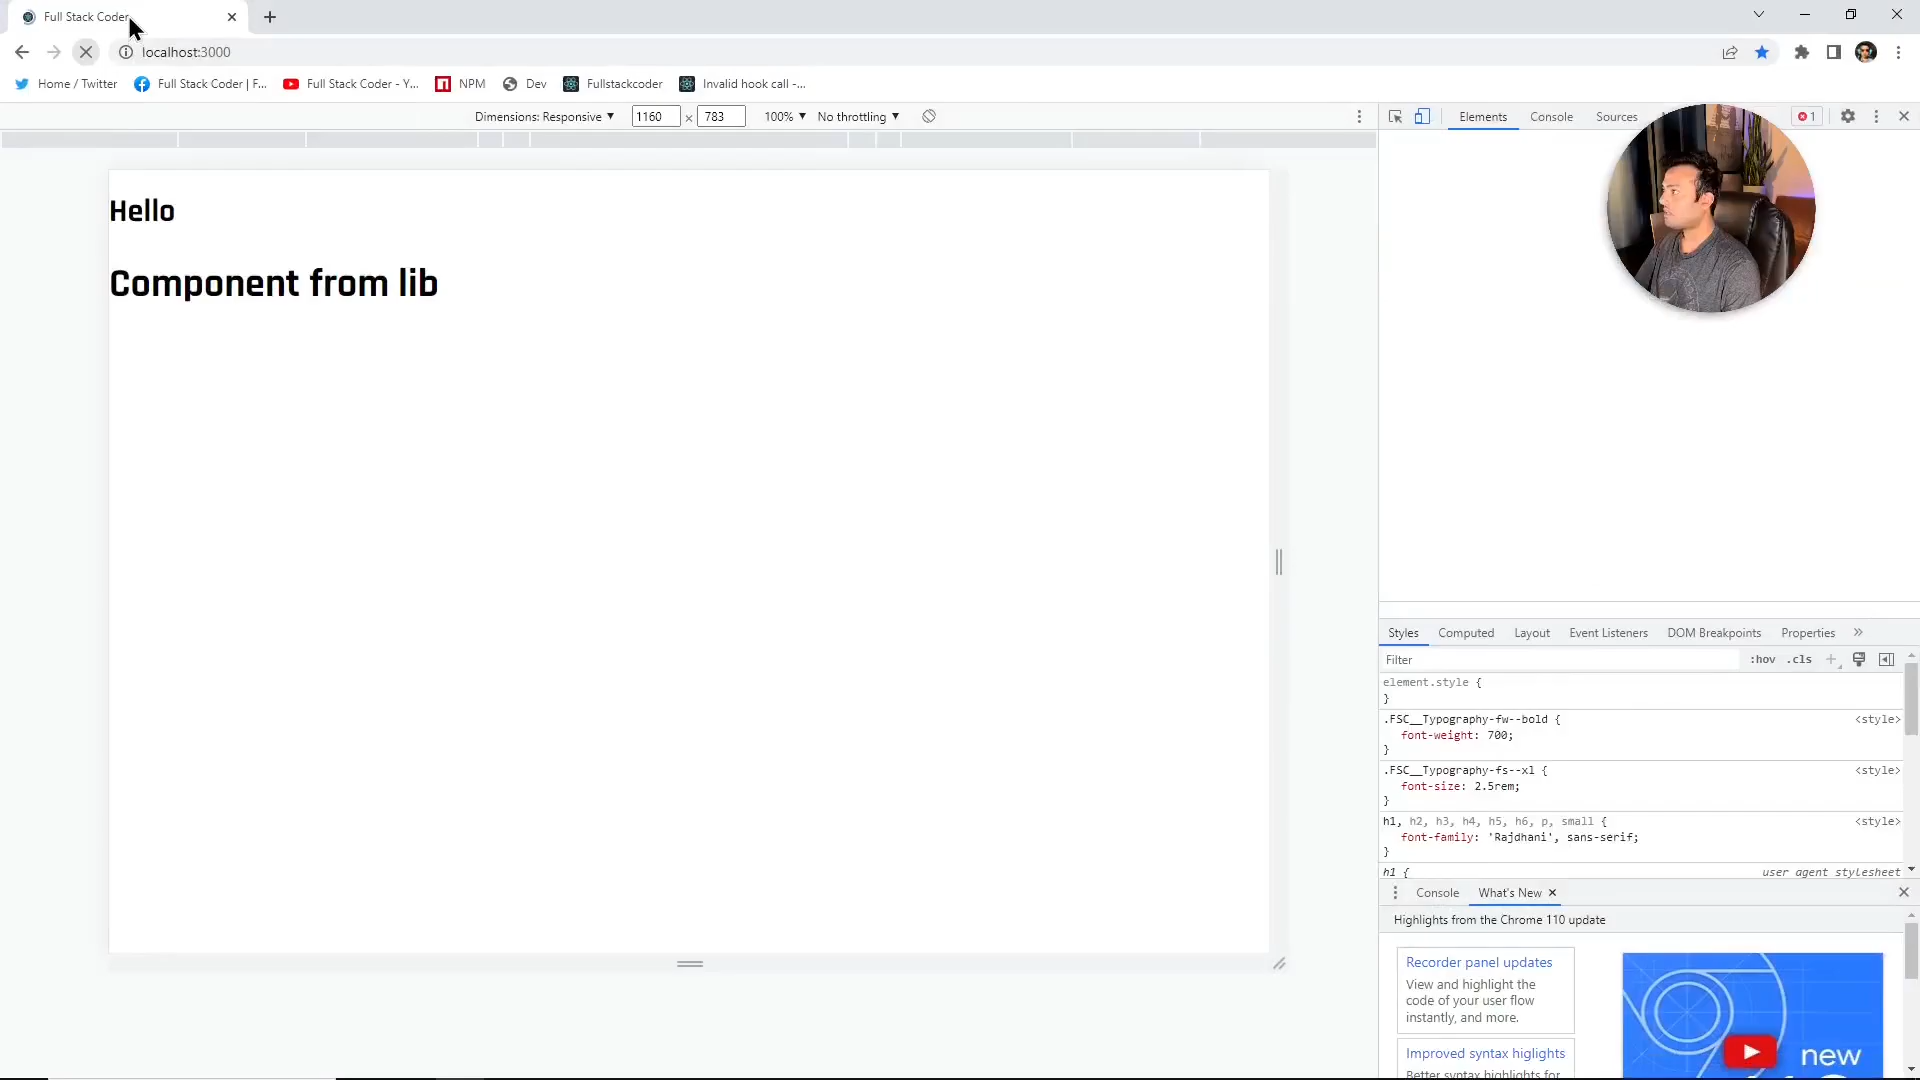 Full Stack Coder
localhost:3000
Home / Twitter
Full Stack Coder | F...
Full Stack Coder - Y...
NPM
Dev
Fullstackcoder
Invalid hook call -...
Dimensions: Responsive
1160 × 783
100%
No throttling
Elements
Console
Sources
1
Hello
Component from lib
Styles
Computed
Layout
Event Listeners
DOM Breakpoints
Properties
Filter
:hov .cls
element.style {
}
.FSC__Typography-fw--bold {
<style>
font-weight: 700;
}
.FSC__Typography-fs--xl {
<style>
font-size: 2.5rem;
}
h1, h2, h3, h4, h5, h6, p, small {
<style>
font-family: 'Rajdhani', sans-serif;
}
h1 {
user agent stylesheet
Console
What's New
Highlights from the Chrome 110 update
Recorder panel updates
View and highlight the
code of your user flow
instantly, and more.
Improved syntax higlights
Better syntax highlights for
new